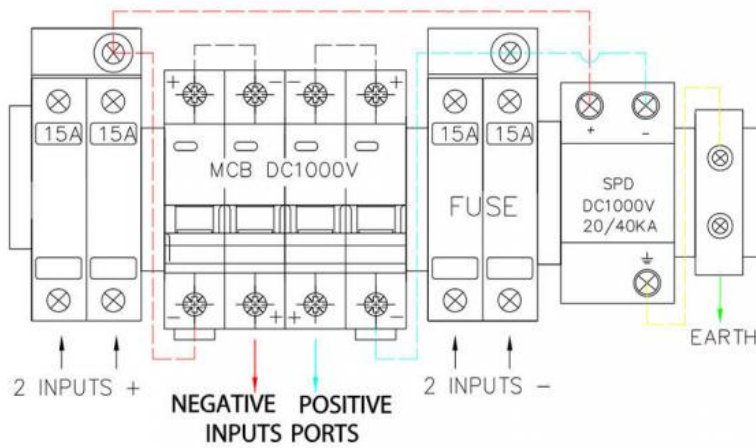 + - - +
15A 15A 15A 15A + -
MCB DC1000V
FUSE
SPD
DC1000V
20/40KA
- + + -
EARTH
2 INPUTS + 2 INPUTS -
NEGATIVE POSITIVE
INPUTS PORTS